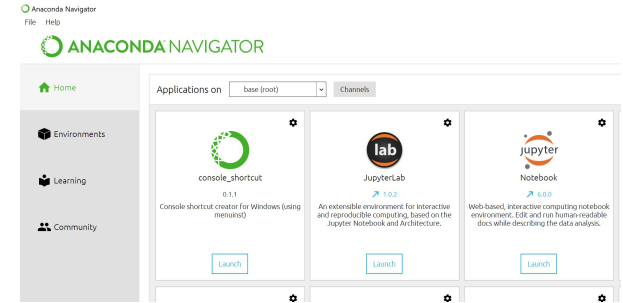 Anaconda Navigator
File Help
ANACONDA NAVIGATOR
Home
Applications on base (root) Channels
Environments
Learning
Community
console_shortcut
0.1.1
Console shortcut creator for Windows (using
menuinst)
Launch
lab
JupyterLab
1.0.2
An extensible environment for interactive
and reproducible computing, based on the
Jupyter Notebook and Architecture.
Launch
jupyter
Notebook
6.0.0
Web-based, interactive computing notebook
environment. Edit and run human-readable
docs while describing the data analysis.
Launch